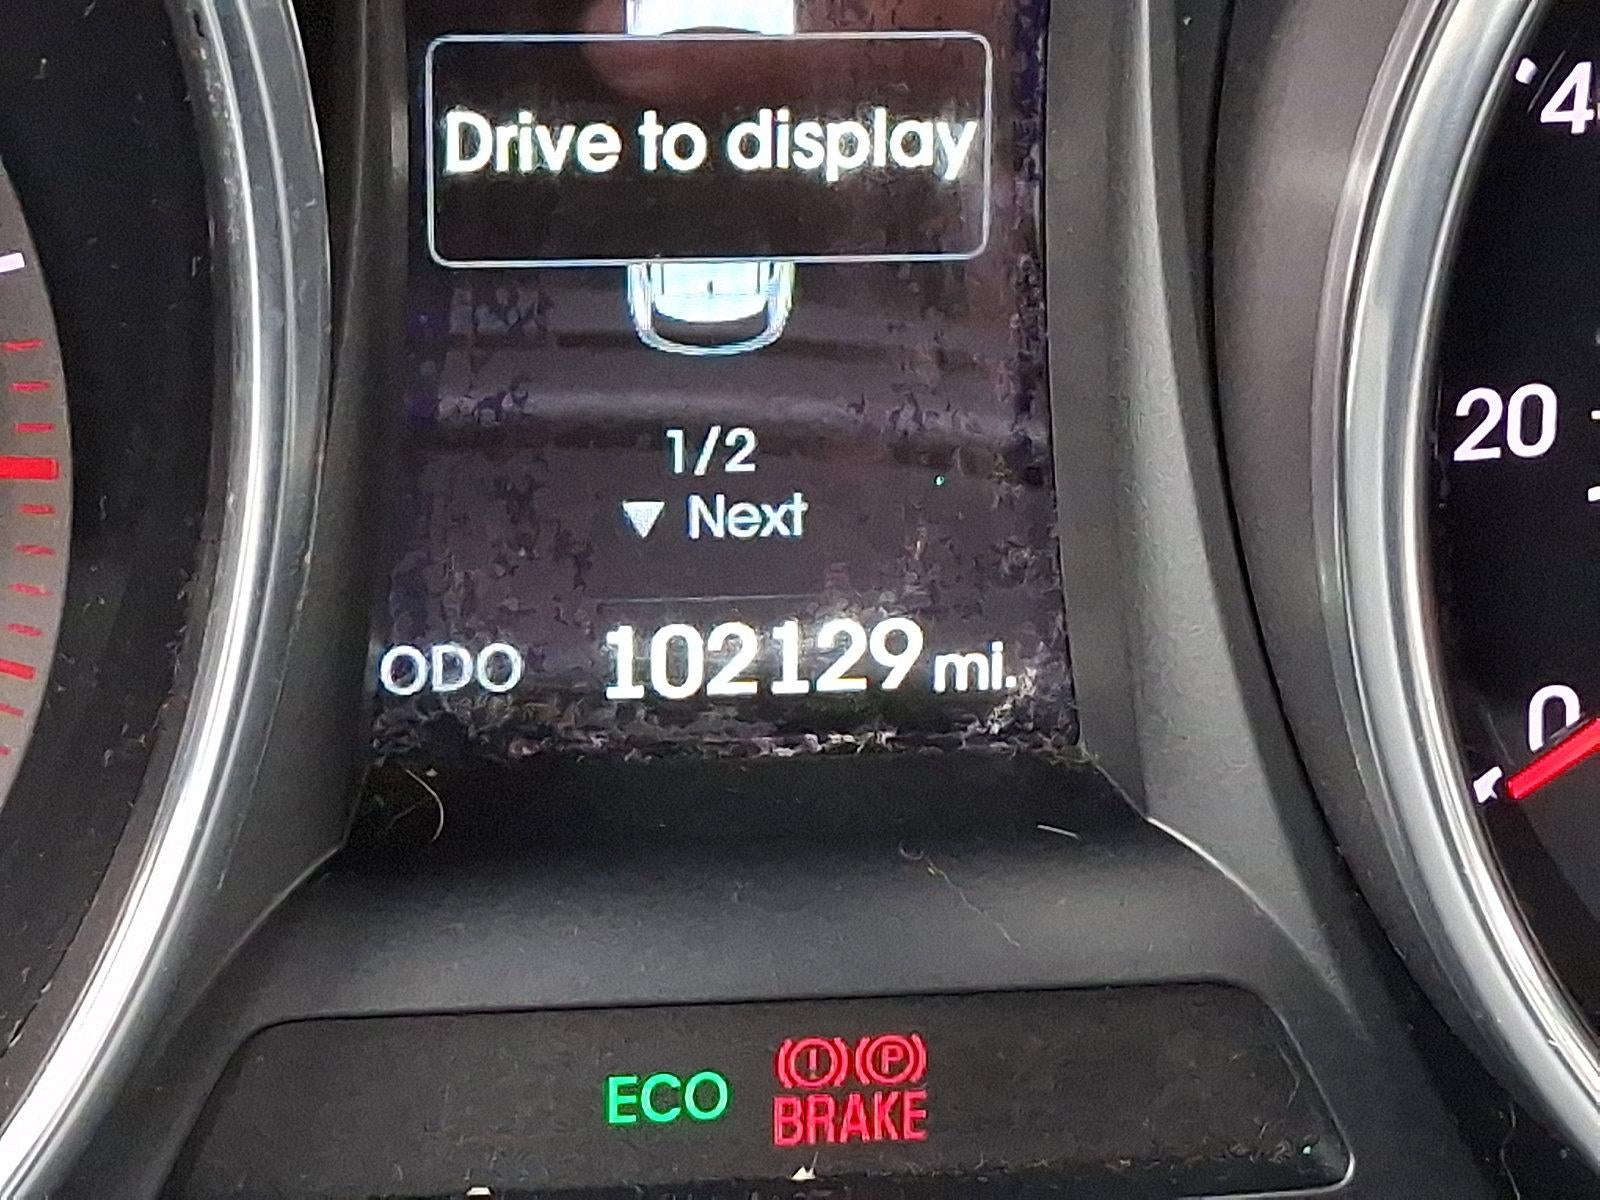 Drive to display
1/2
▼ Next
ODO 102129 mi.
20
0
ECO
(!) (P)
BRAKE